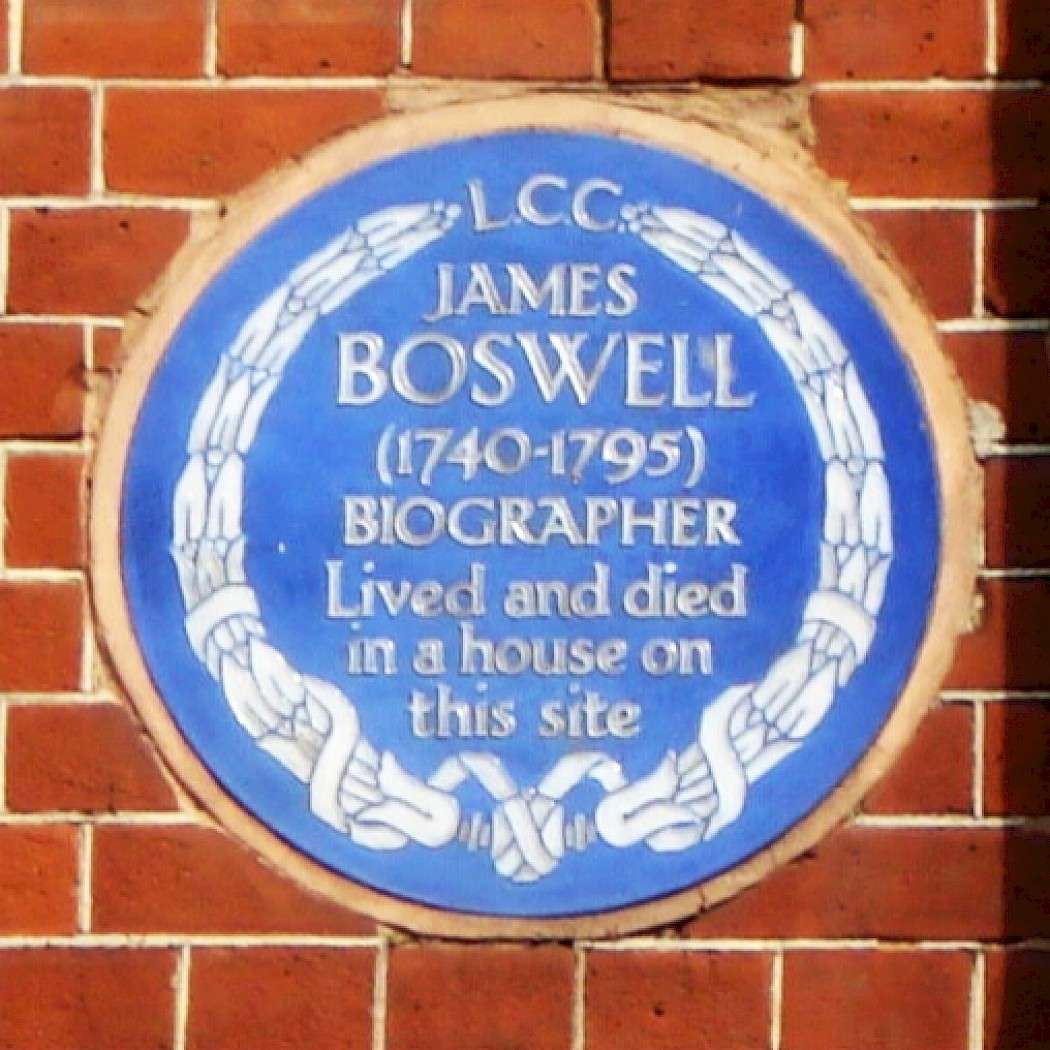 L.C.C.
JAMES
BOSWELL
(1740-1795)
BIOGRAPHER
Lived and died
in a house on
this site